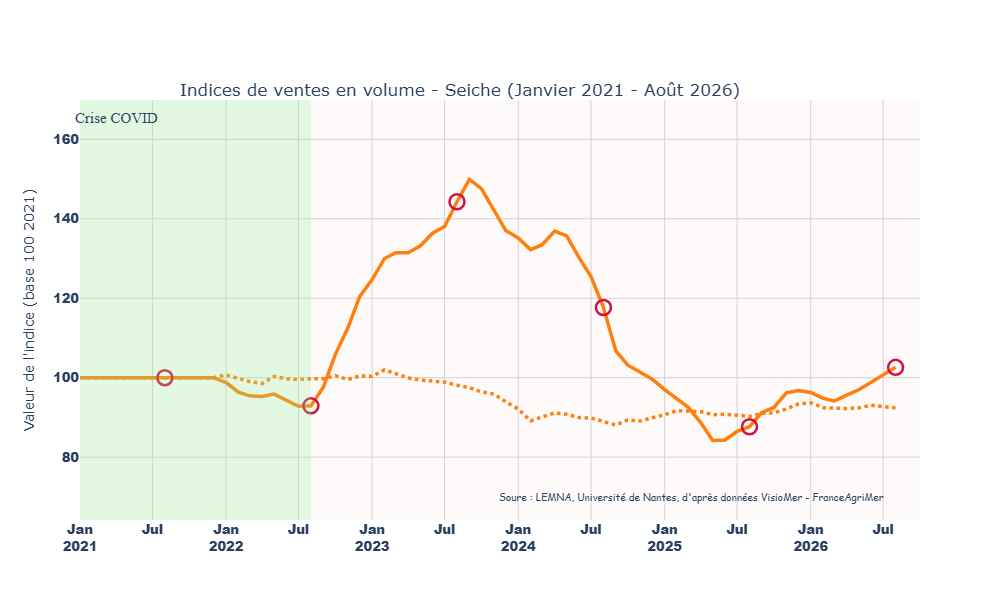 Indices de ventes en volume - Seiche (Janvier 2021 - Août 2026)
Crise COVID
Valeur de l'indice (base 100 2021)
160
140
120
100
80
Soure : LEMNA, Université de Nantes, d'après données VisioMer - FranceAgriMer
Jan Jul Jan Jul Jan Jul Jan Jul Jan Jul Jan Jul
2021 2022 2023 2024 2025 2026